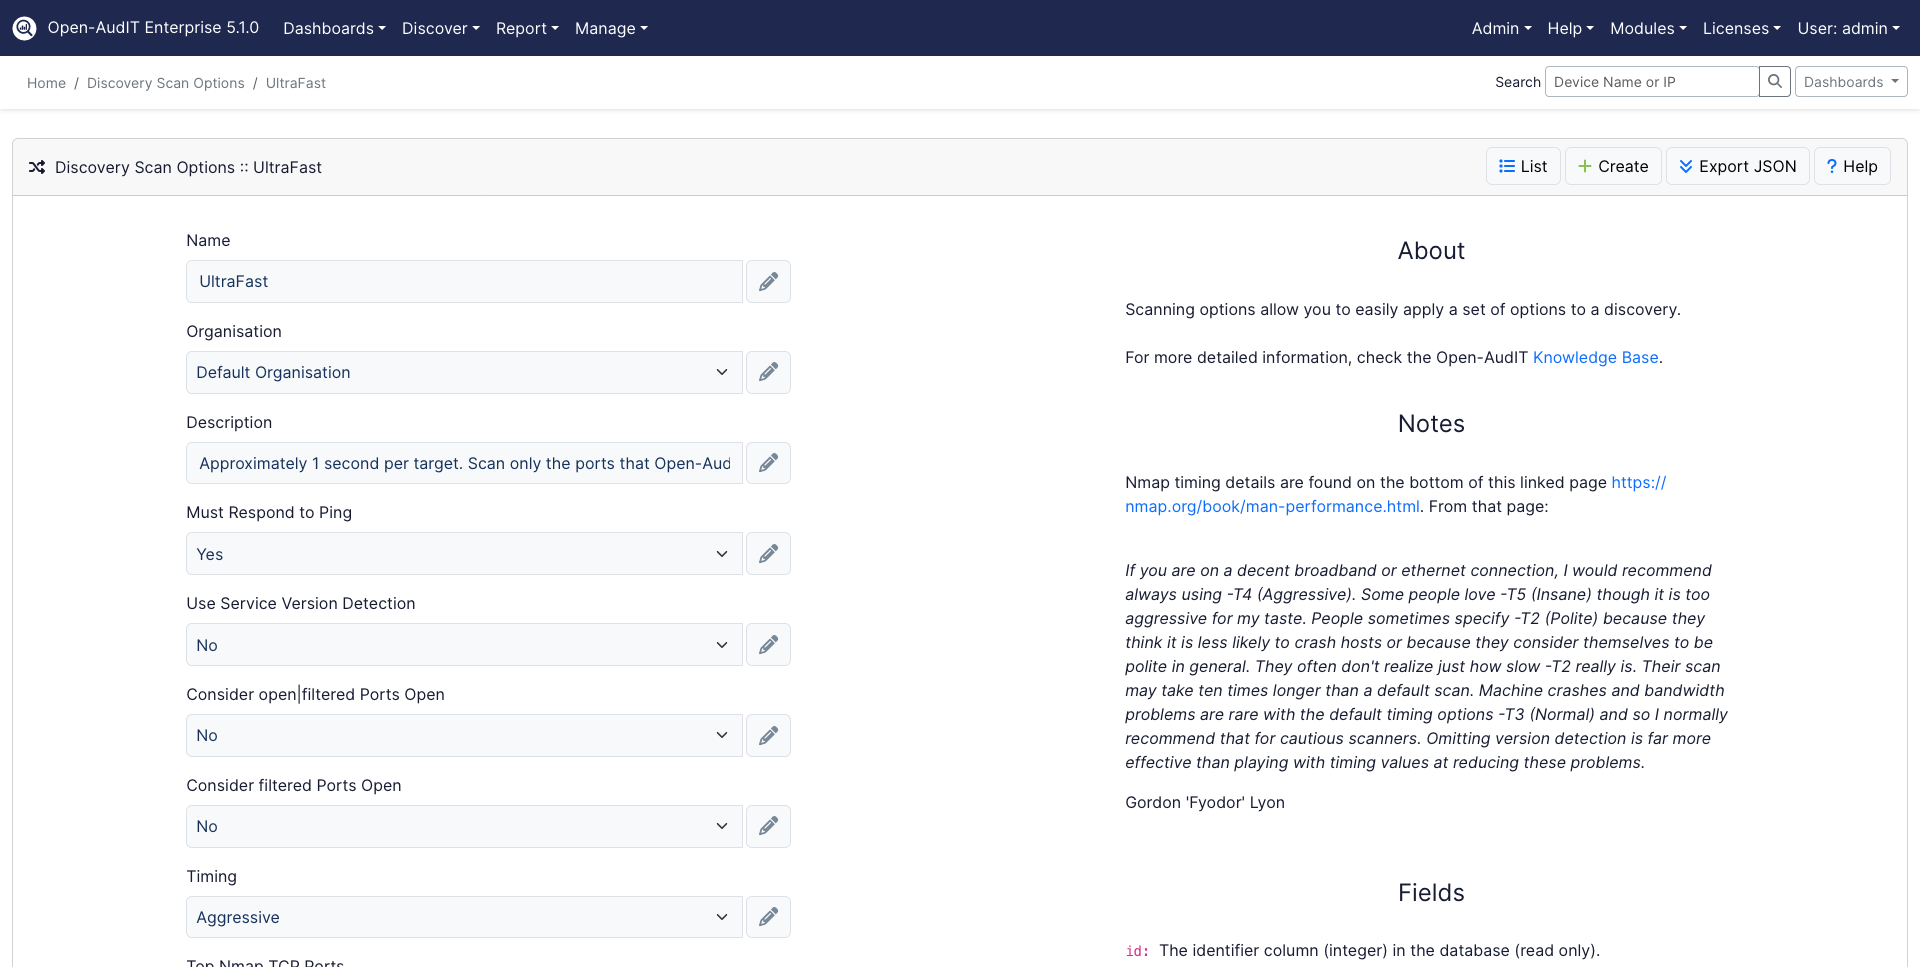 Open-AudIT Enterprise 5.1.0 Dashboards Discover Report Manage Admin Help Modules Licenses User: admin
Home / Discovery Scan Options / UltraFast Search Device Name or IP Dashboards
Discovery Scan Options :: UltraFast List Create Export JSON ? Help
Name
UltraFast
Organisation
Default Organisation
Description
Approximately 1 second per target. Scan only the ports that Open-Aud
Must Respond to Ping
Yes
Use Service Version Detection
No
Consider open|filtered Ports Open
No
Consider filtered Ports Open
No
Timing
Aggressive
Top Nmap TCP Ports
About
Scanning options allow you to easily apply a set of options to a discovery.
For more detailed information, check the Open-AudIT Knowledge Base.
Notes
Nmap timing details are found on the bottom of this linked page https://
nmap.org/book/man-performance.html. From that page:
If you are on a decent broadband or ethernet connection, I would recommend
always using -T4 (Aggressive). Some people love -T5 (Insane) though it is too
aggressive for my taste. People sometimes specify -T2 (Polite) because they
think it is less likely to crash hosts or because they consider themselves to be
polite in general. They often don't realize just how slow -T2 really is. Their scan
may take ten times longer than a default scan. Machine crashes and bandwidth
problems are rare with the default timing options -T3 (Normal) and so I normally
recommend that for cautious scanners. Omitting version detection is far more
effective than playing with timing values at reducing these problems.
Gordon 'Fyodor' Lyon
Fields
id: The identifier column (integer) in the database (read only).